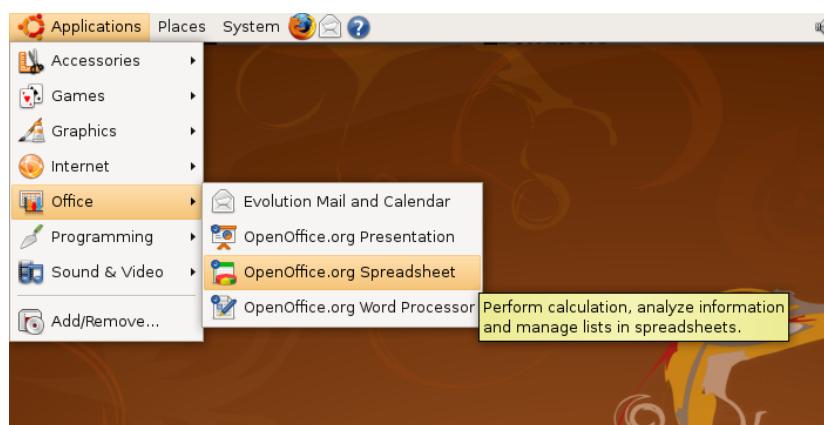 Applications Places System
Accessories
Games
Graphics
Internet
Office
Evolution Mail and Calendar
Programming
OpenOffice.org Presentation
Sound & Video
OpenOffice.org Spreadsheet
Add/Remove...
OpenOffice.org Word Processor
Perform calculation, analyze information
and manage lists in spreadsheets.